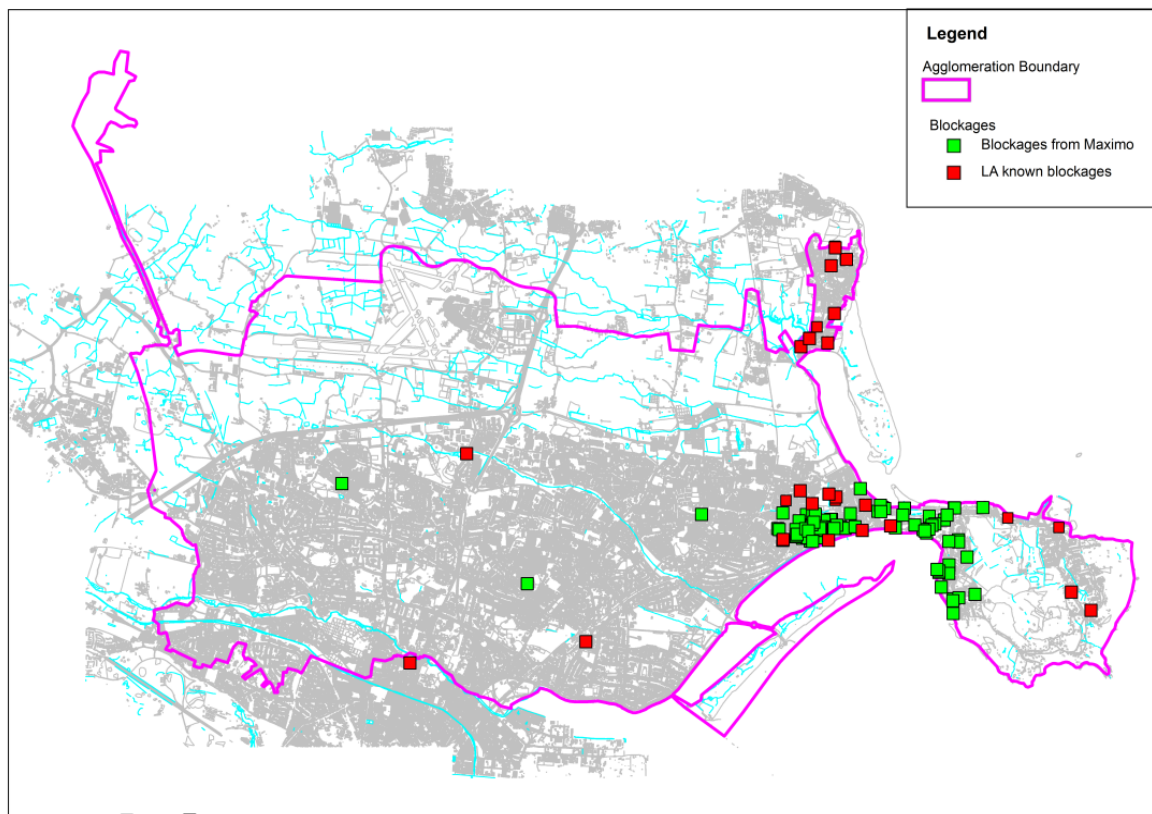 Legend
Agglomeration Boundary
Blockages
Blockages from Maximo
LA known blockages